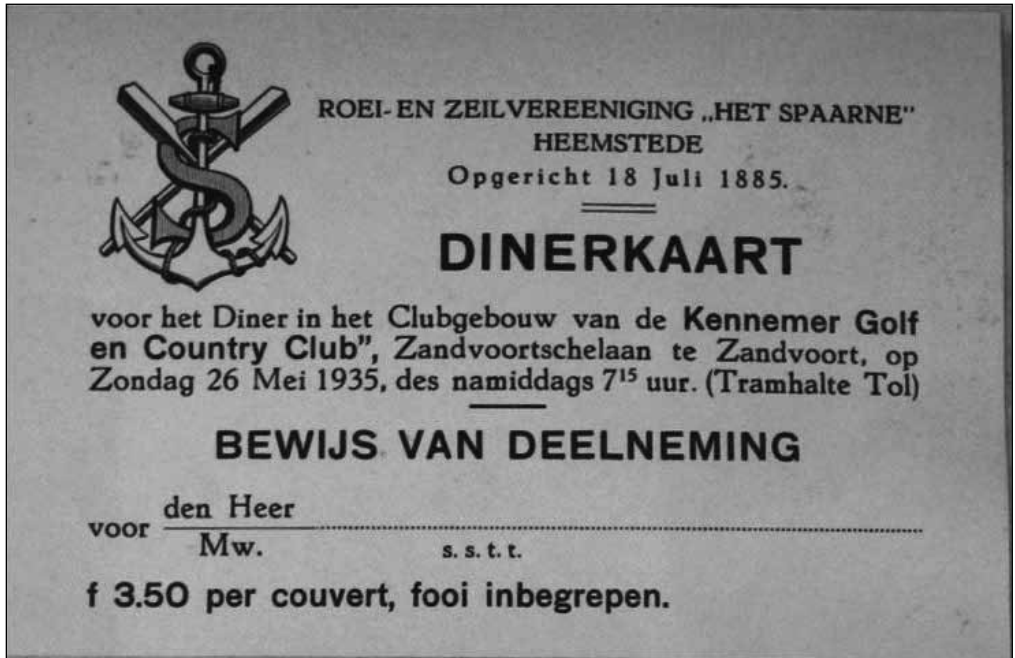 ROEI- EN ZEILVEREENIGING „HET SPAARNE"
HEEMSTEDE
Opgericht 18 Juli 1885.
S
DINERKAART
voor het Diner in het Clubgebouw van de Kennemer Golf
en Country Club", Zandvoortschelaan te Zandvoort, op
Zondag 26 Mei 1935, des namiddags 7¹⁵ uur. (Tramhalte Tol)
BEWIJS VAN DEELNEMING
den Heer
voor
Mw. s. s. t. t.
f 3.50 per couvert, fooi inbegrepen.